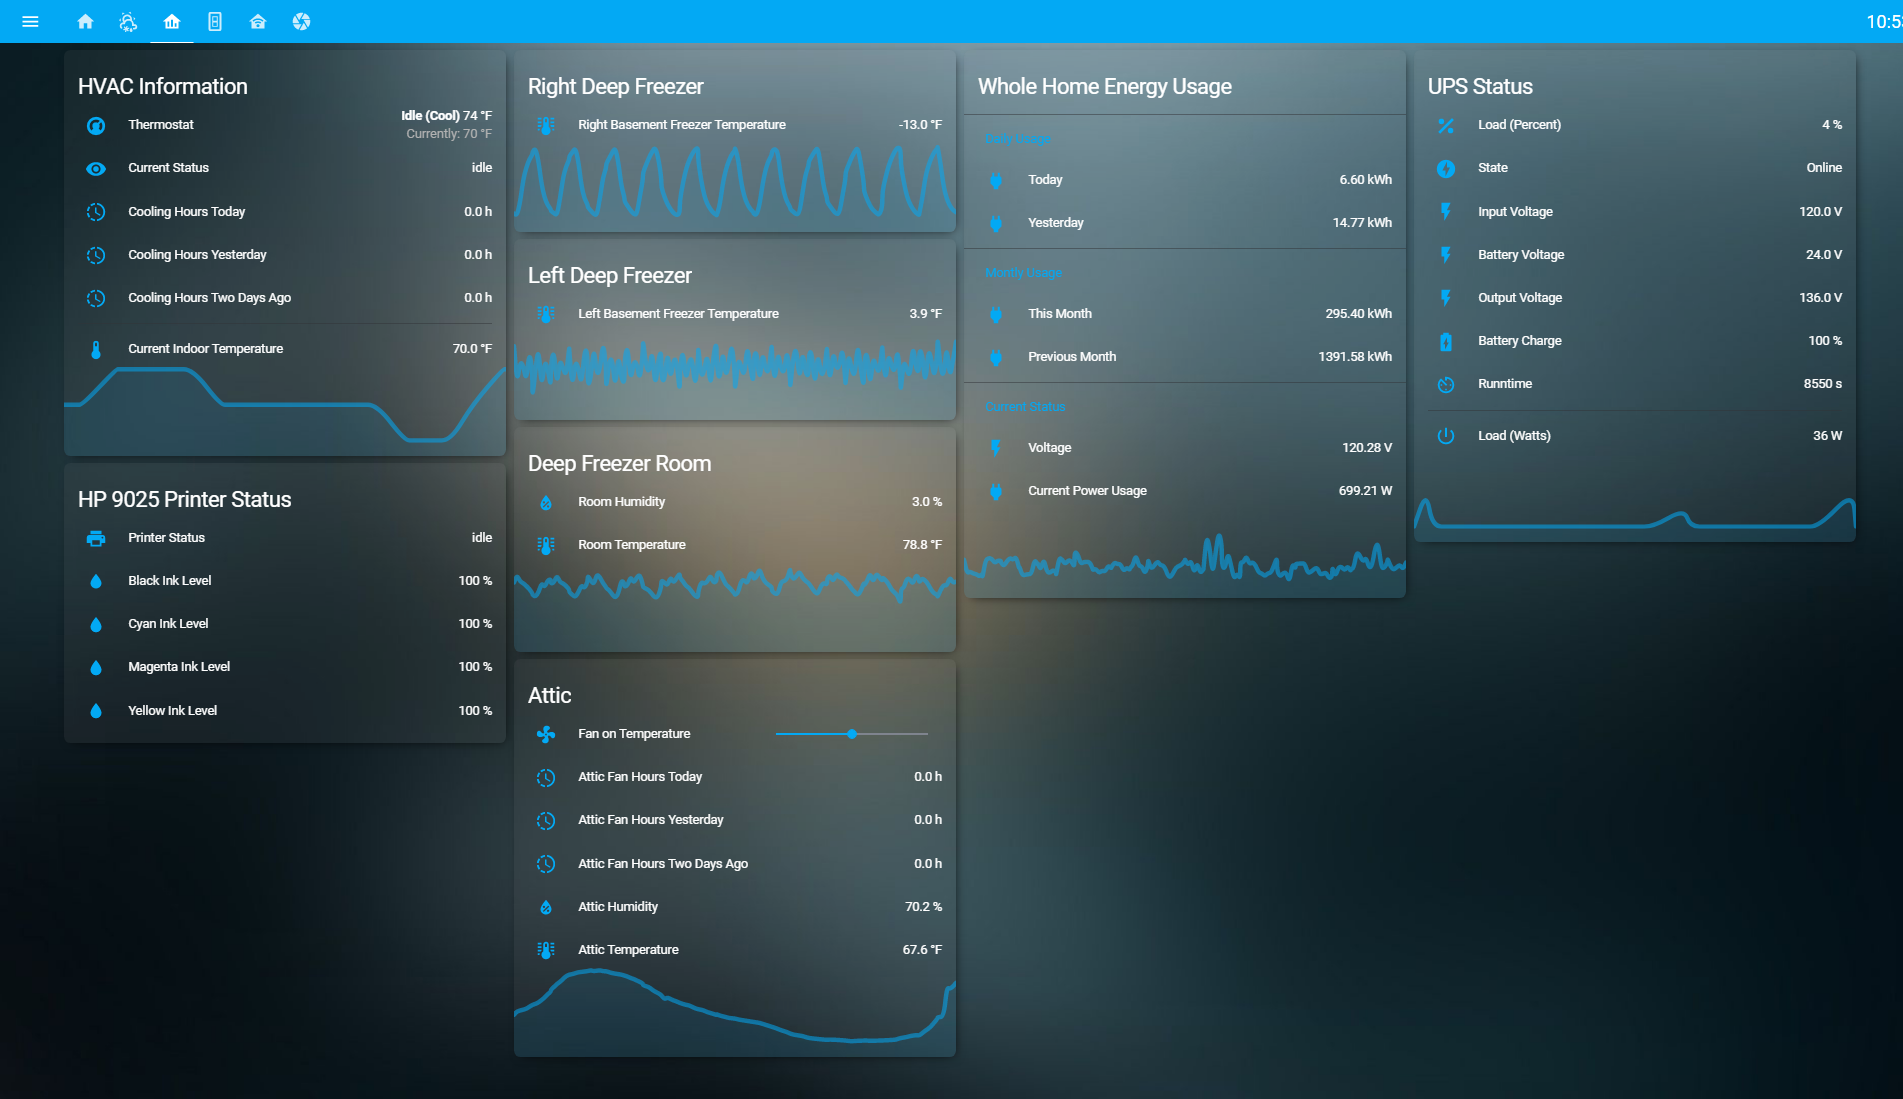 10:5
HVAC Information
Thermostat Idle (Cool) 74 °F
Currently: 70 °F
Current Status idle
Cooling Hours Today 0.0 h
Cooling Hours Yesterday 0.0 h
Cooling Hours Two Days Ago 0.0 h
Current Indoor Temperature 70.0 °F
HP 9025 Printer Status
Printer Status idle
Black Ink Level 100 %
Cyan Ink Level 100 %
Magenta Ink Level 100 %
Yellow Ink Level 100 %
Right Deep Freezer
Right Basement Freezer Temperature -13.0 °F
Left Deep Freezer
Left Basement Freezer Temperature 3.9 °F
Deep Freezer Room
Room Humidity 3.0 %
Room Temperature 78.8 °F
Attic
Fan on Temperature
Attic Fan Hours Today 0.0 h
Attic Fan Hours Yesterday 0.0 h
Attic Fan Hours Two Days Ago 0.0 h
Attic Humidity 70.2 %
Attic Temperature 67.6 °F
Whole Home Energy Usage
Daily Usage
Today 6.60 kWh
Yesterday 14.77 kWh
Montly Usage
This Month 295.40 kWh
Previous Month 1391.58 kWh
Current Status
Voltage 120.28 V
Current Power Usage 699.21 W
UPS Status
Load (Percent) 4 %
State Online
Input Voltage 120.0 V
Battery Voltage 24.0 V
Output Voltage 136.0 V
Battery Charge 100 %
Runntime 8550 s
Load (Watts) 36 W